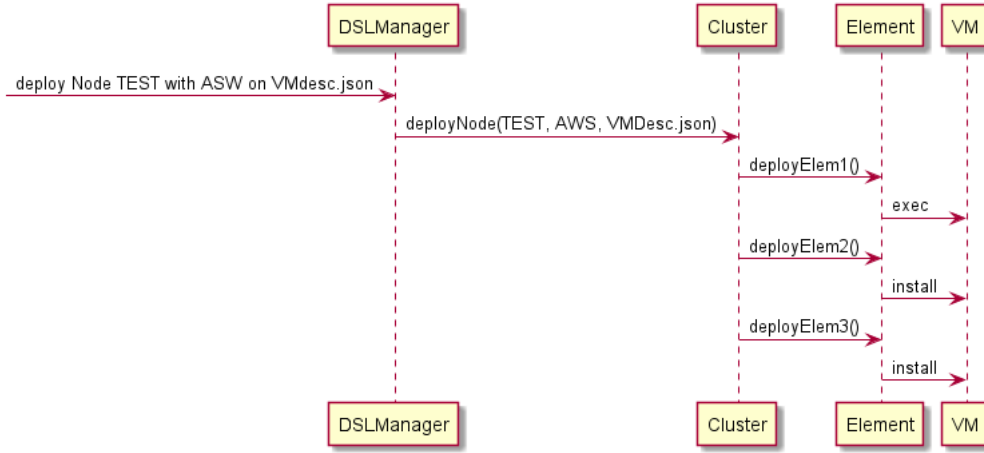 DSLManager
Cluster
Element
VM
deploy Node TEST with ASW on VMdesc.json
deployNode(TEST, AWS, VMDesc.json)
deployElem1()
exec
deployElem2()
install
deployElem3()
install
DSLManager
Cluster
Element
VM